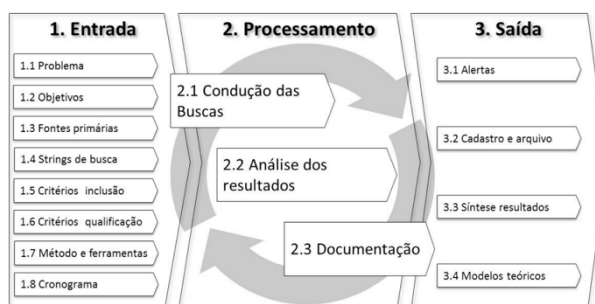 1. Entrada
1.1 Problema
1.2 Objetivos
1.3 Fontes primárias
1.4 Strings de busca
1.5 Critérios inclusão
1.6 Critérios qualificação
1.7 Método e ferramentas
1.8 Cronograma
2. Processamento
2.1 Condução das
Buscas
2.2 Análise dos
resultados
2.3 Documentação
3. Saída
3.1 Alertas
3.2 Cadastro e arquivo
3.3 Síntese resultados
3.4 Modelos teóricos